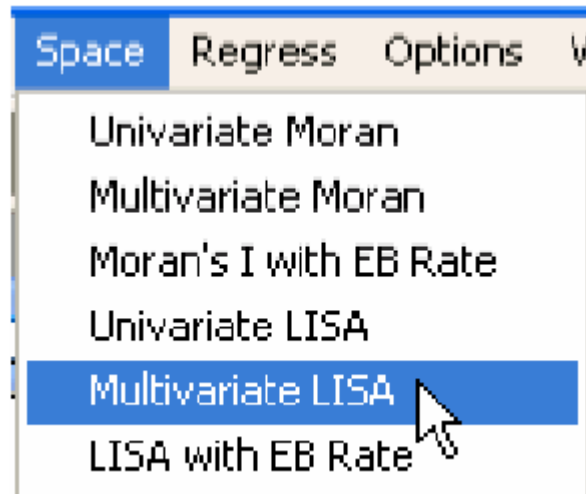 Space Regress Options
Univariate Moran
Multivariate Moran
Moran's I with EB Rate
Univariate LISA
Multivariate LISA
LISA with EB Rate